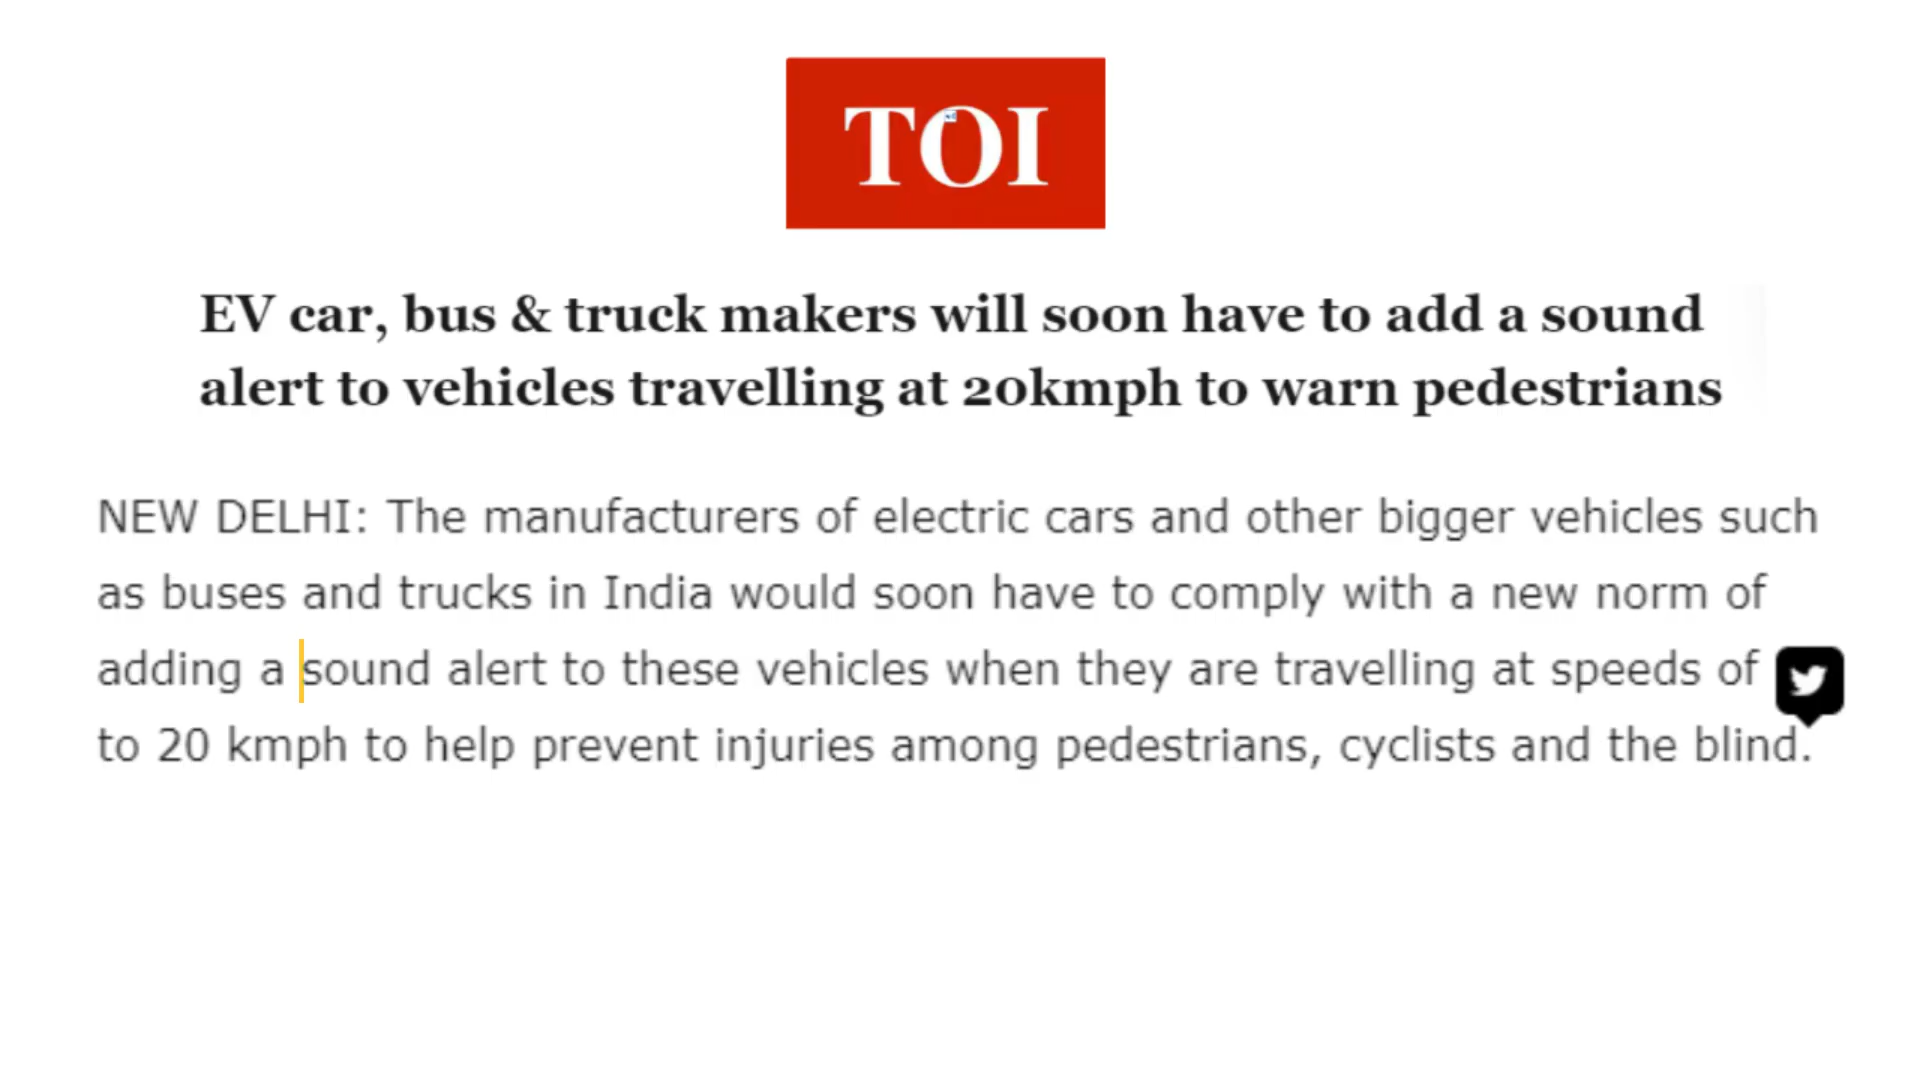 TOI
EV car, bus & truck makers will soon have to add a sound
alert to vehicles travelling at 20kmph to warn pedestrians
NEW DELHI: The manufacturers of electric cars and other bigger vehicles such
as buses and trucks in India would soon have to comply with a new norm of
adding a sound alert to these vehicles when they are travelling at speeds of
to 20 kmph to help prevent injuries among pedestrians, cyclists and the blind.